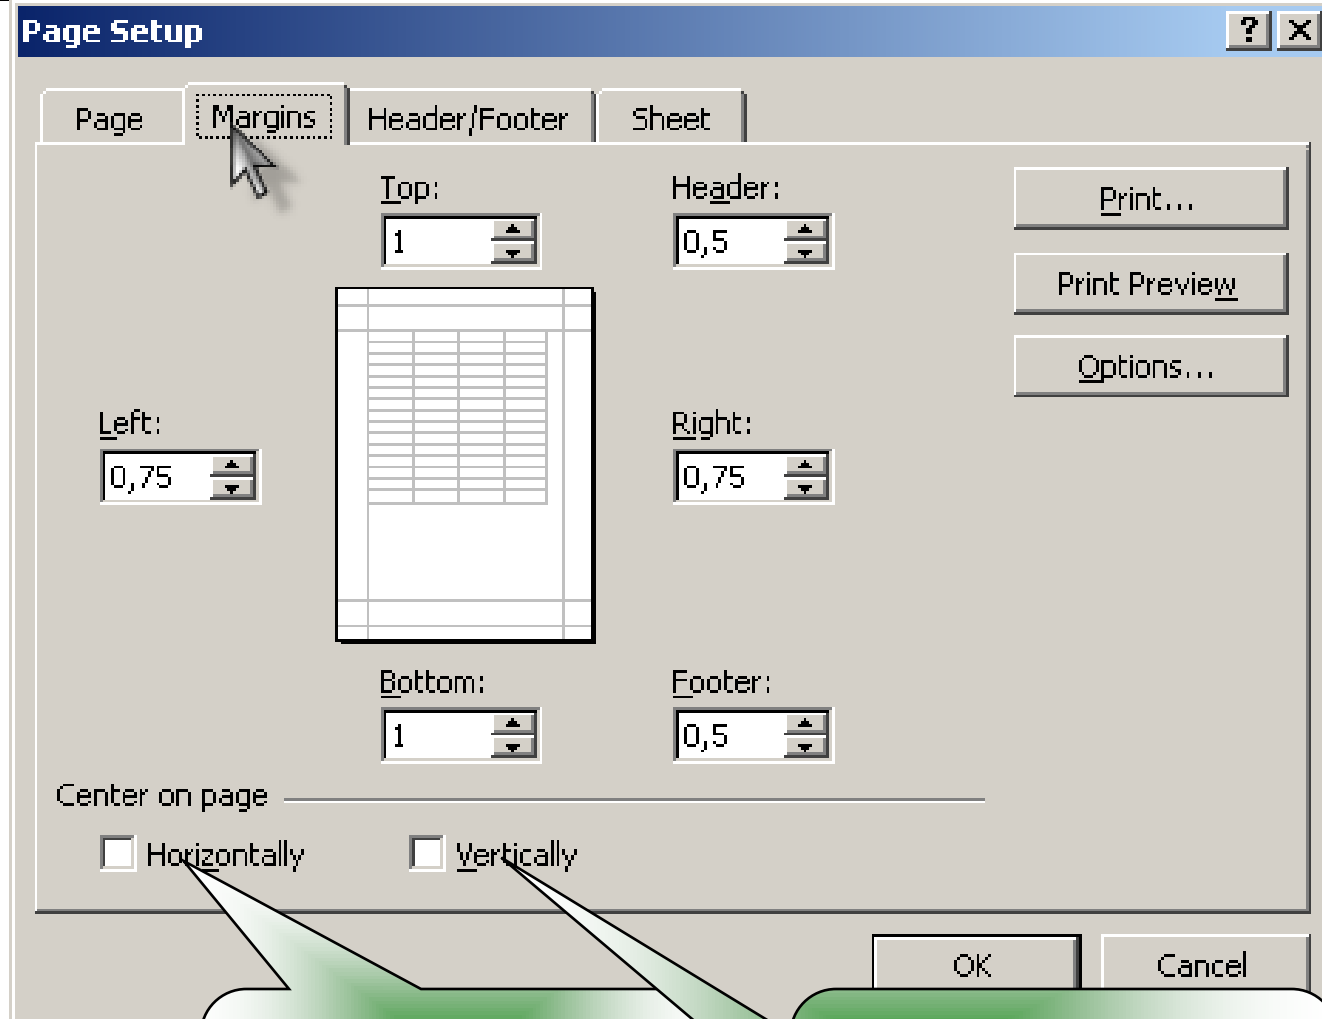 Page Setup ? X
Page Margins Header/Footer Sheet
Top: Header: Print...
1 0,5
Print Preview
Options...
Left: Right:
0,75 0,75
Bottom: Footer:
1 0,5
Center on page
Horizontally Vertically
OK Cancel